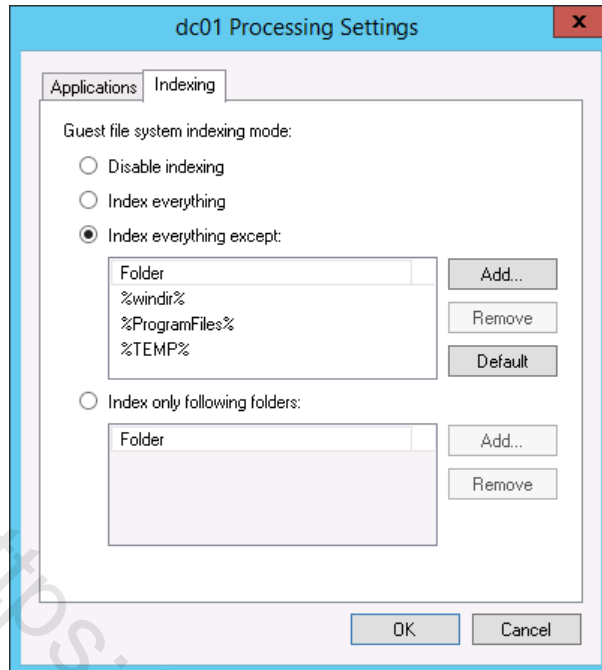 dc01 Processing Settings
x
Applications Indexing
Guest file system indexing mode:
Disable indexing
Index everything
Index everything except:
Folder
Add...
%windir%
%ProgramFiles%
Remove
%TEMP%
Default
Index only following folders:
Folder
Add...
Remove
OK Cancel
ttps: